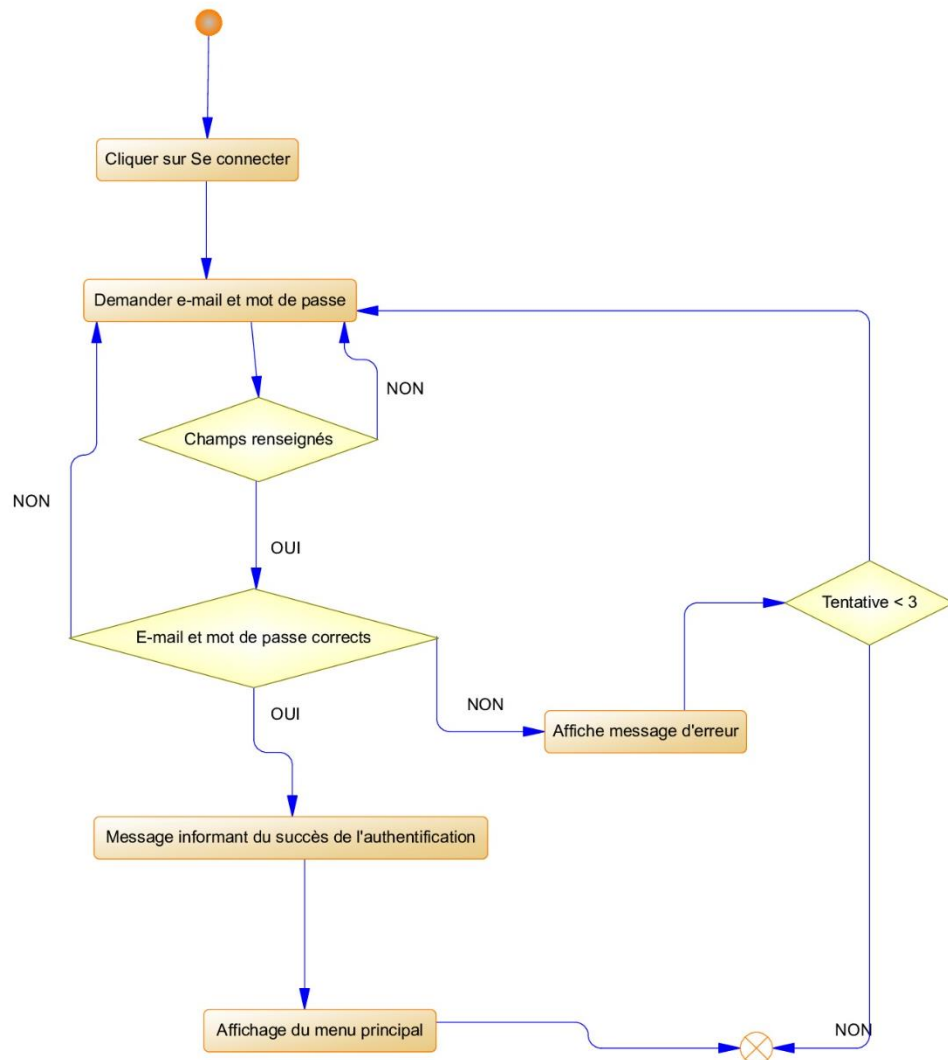 Cliquer sur Se connecter
Demander e-mail et mot de passe
NON
Champs renseignés
NON
OUI
Tentative < 3
E-mail et mot de passe corrects
NON
OUI
Affiche message d'erreur
Message informant du succès de l'authentification
Affichage du menu principal
NON